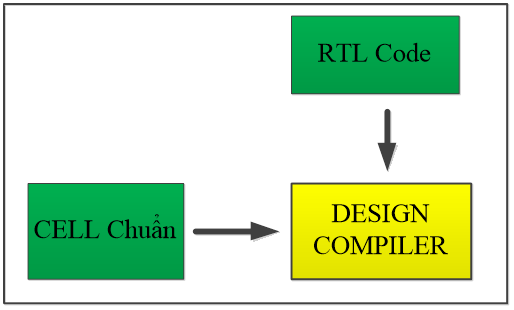 RTL Code
CELL Chuẩn
DESIGN
COMPILER